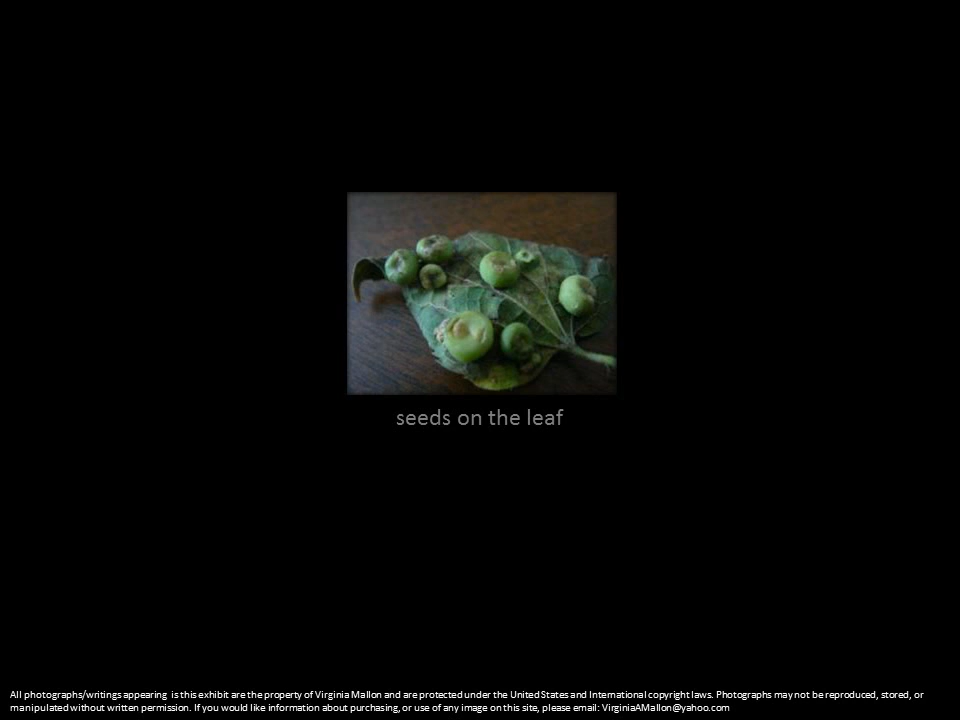 seeds on the leaf
All photographs/writings appearing  is this exhibit are the property of Virginia Mallon and are protected under the United States and International copyright laws. Photographs may not be reproduced, stored, or
manipulated without written permission. If you would like information about purchasing, or use of any image on this site, please email: VirginiaAMallon@yahoo.com